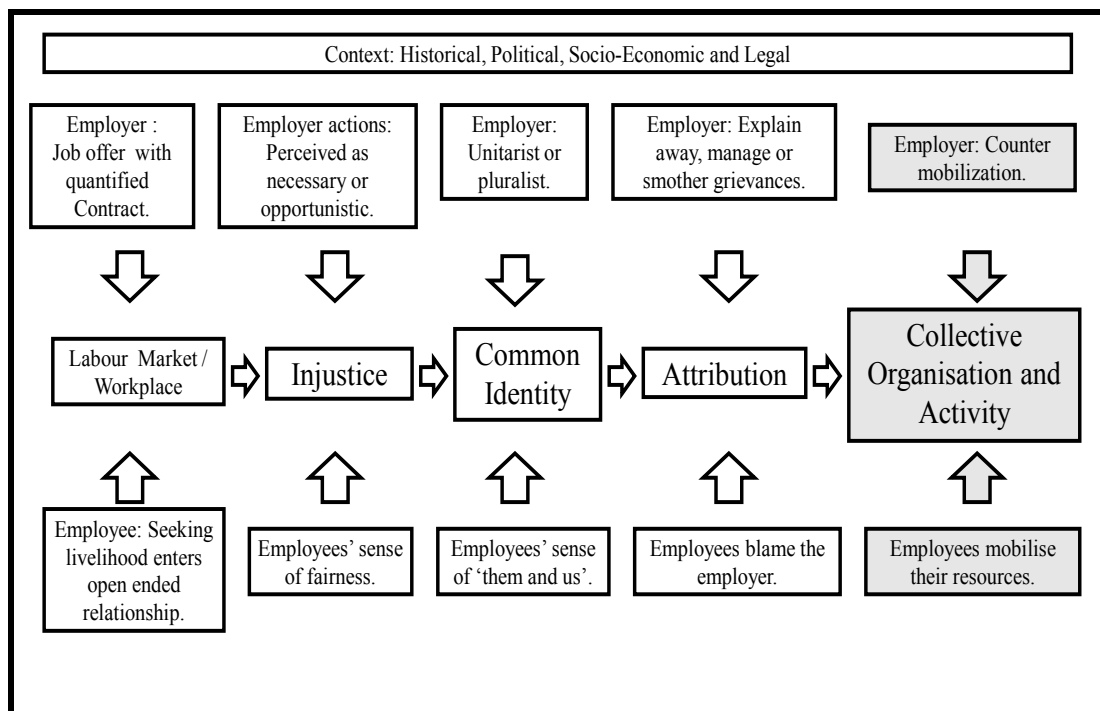 Context: Historical, Political, Socio-Economic and Legal
Employer :
Job offer with
quantified
Contract.
Employer actions:
Perceived as
necessary or
opportunistic.
Employer:
Unitarist or
pluralist.
Employer: Explain
away, manage or
smother grievances.
Employer: Counter
mobilization.
Labour Market /
Workplace
Injustice
Common
Identity
Attribution
Collective
Organisation and
Activity
Employee: Seeking
livelihood enters
open ended
relationship.
Employees’ sense
of fairness.
Employees’ sense
of ‘them and us’.
Employees blame the
employer.
Employees mobilise
their resources.